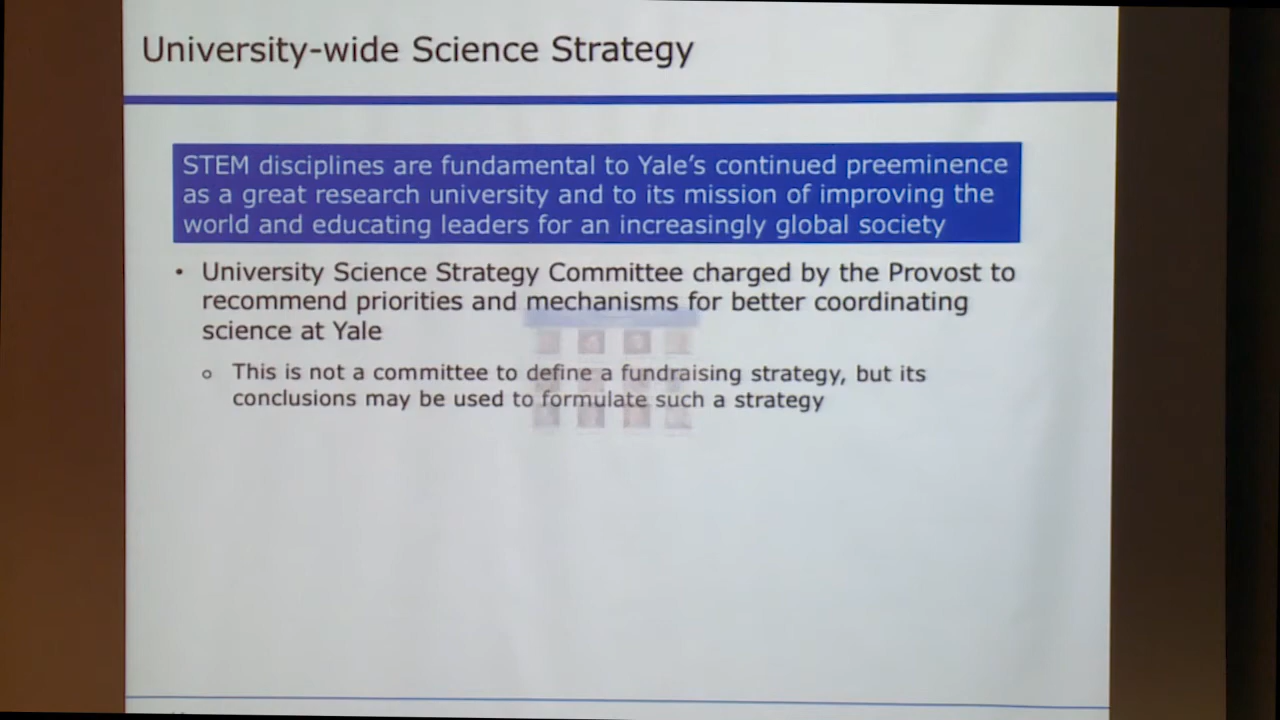 University-wide Science Strategy
STEM disciplines are fundamental to Yale's continued preeminence
as a great research university and to its mission of improving the
world and educating leaders for an increasingly global society
• University Science Strategy Committee charged by the Provost to
recommend priorities and mechanisms for better coordinating
science at Yale
o This is not a committee to define a fundraising strategy, but its
conclusions may be used to formulate such a strategy